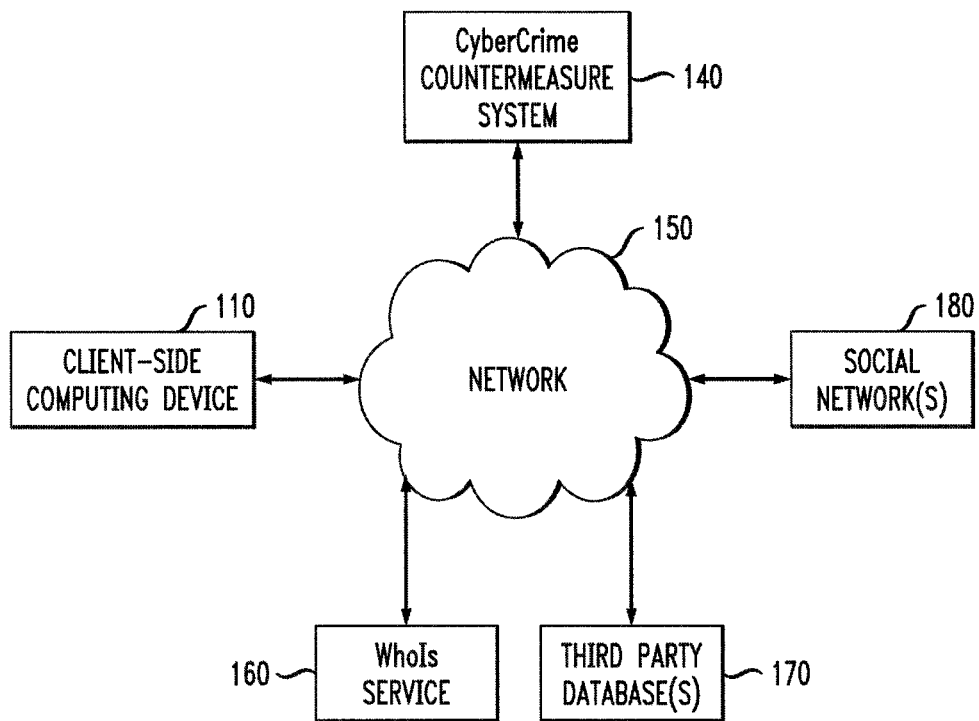 CyberCrime
COUNTERMEASURE
SYSTEM
140
150
110
CLIENT-SIDE
COMPUTING DEVICE
NETWORK
180
SOCIAL
NETWORK(S)
160
WhoIs
SERVICE
THIRD PARTY
DATABASE(S)
170